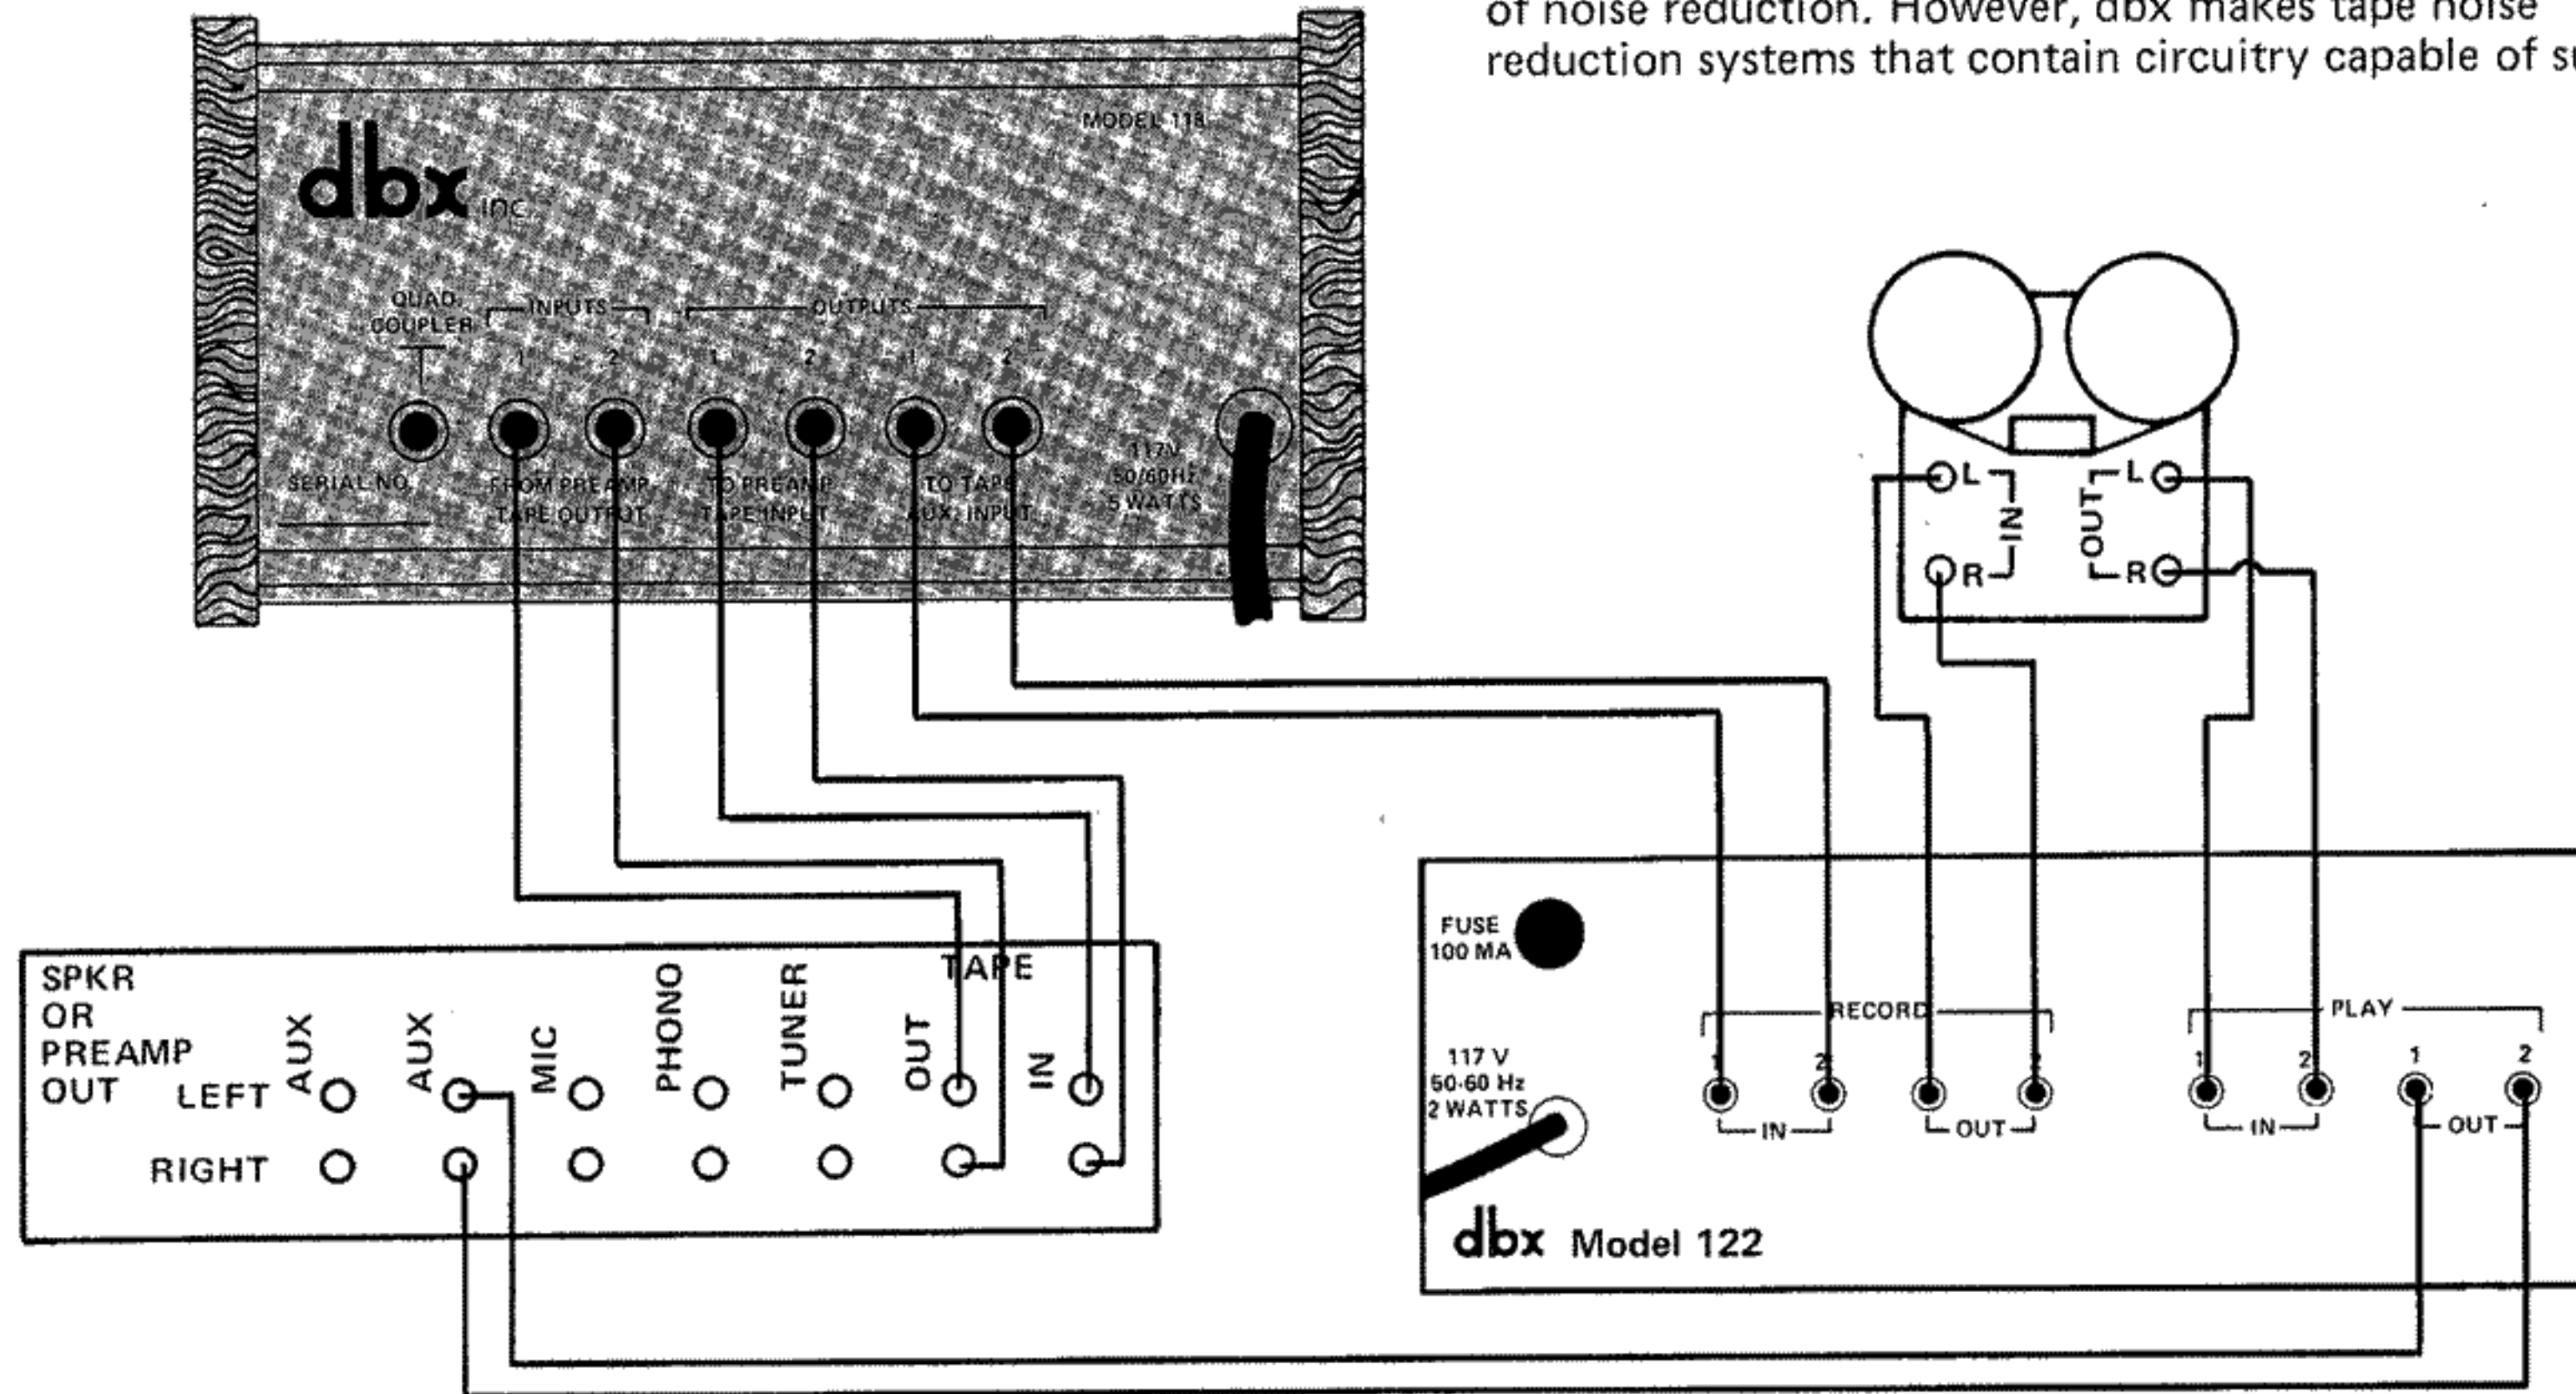 of noise reduction. However, dbx makes tape noise
reduction systems that contain circuitry capable of
MODEL 118
dbx inc
QUAD. COUPLER
INPUTS
OUTPUTS
1 2 1 2 1 2
SERIAL NO.
FROM PREAMP
TAPE OUTPUT
TO PREAMP
TAPE INPUT
TO TAPE
AUX. INPUT
117V
50/60Hz
5 WATTS
L IN R
L OUT R
SPKR
OR
PREAMP
OUT
LEFT
RIGHT
AUX
AUX
MIC
PHONO
TUNER
TAPE
OUT
IN
FUSE
100 MA
117 V
50-60 Hz
2 WATTS
RECORD
1 2 2
IN OUT
PLAY
1 2 1 2
IN OUT
dbx Model 122